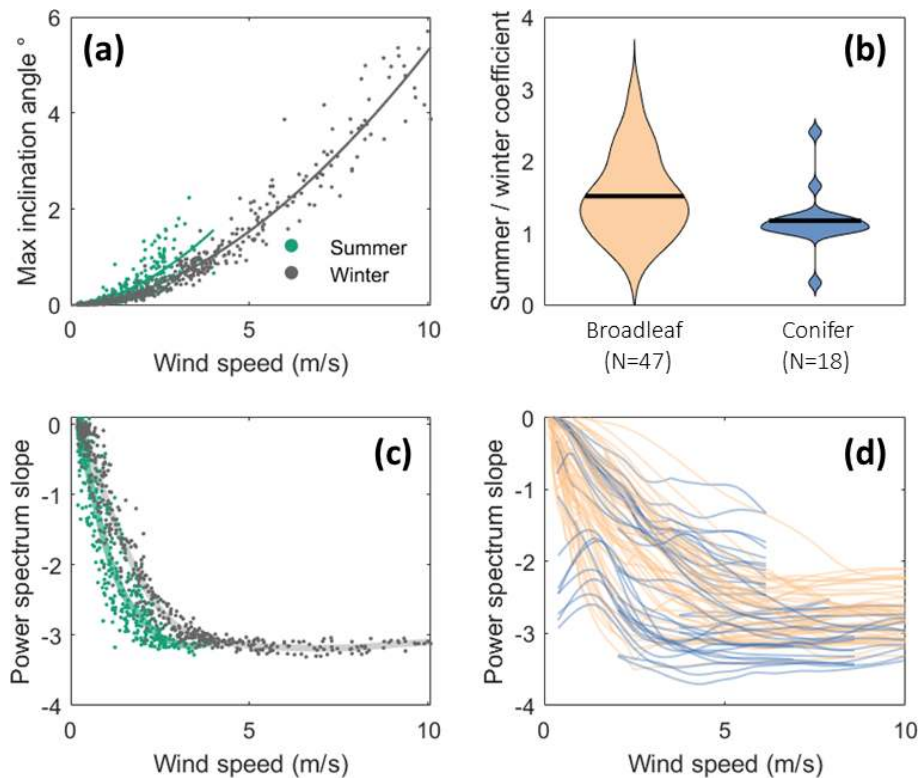 (a)
Max inclination angle °
6
4
2
0
Summer
Winter
0
5
10
Wind speed (m/s)
(b)
Summer / winter coefficient
4
3
2
1
0
Broadleaf
(N=47)
Conifer
(N=18)
(c)
Power spectrum slope
0
-1
-2
-3
-4
0
5
10
Wind speed (m/s)
(d)
Power spectrum slope
0
-1
-2
-3
-4
0
5
10
Wind speed (m/s)